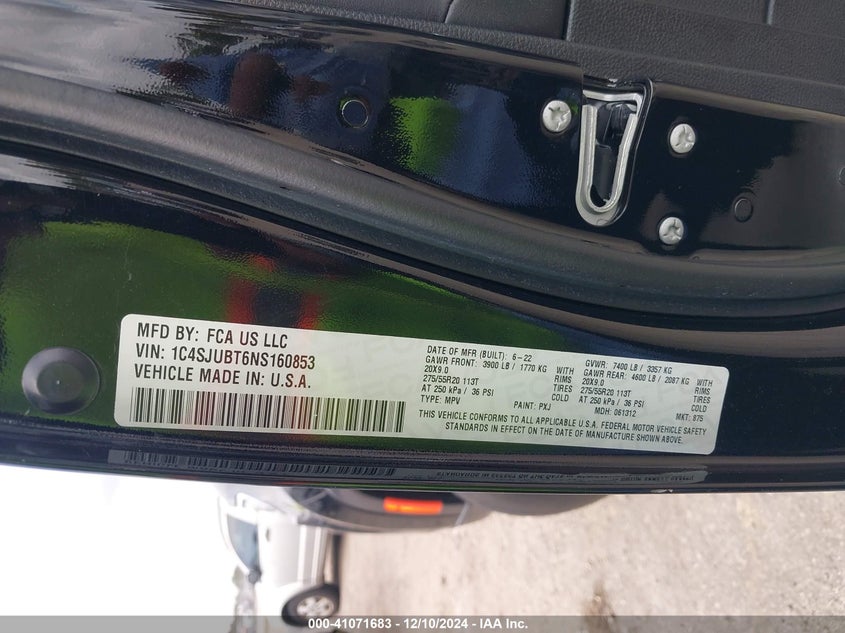 MFD BY: FCA US LLC
VIN: 1C4SJUBT6NS160853
VEHICLE MADE IN: U.S.A.
DATE OF MFR (BUILT): 6-22 GVWR: 7400 LB / 3357 KG
GAWR FRONT: 3900 LB / 1770 KG WITH GAWR REAR: 4600 LB / 2087 KG WITH
20X9.0 RIMS 20X9.0 RIMS
275/55R20 113T TIRES 275/55R20 113T TIRES
AT 250 kPa / 36 PSI COLD AT 250 kPa / 36 PSI COLD
TYPE: MPV PAINT: PXJ MDH: 061312 MKT: 875
THIS VEHICLE CONFORMS TO ALL APPLICABLE U.S.A. FEDERAL MOTOR VEHICLE SAFETY
STANDARDS IN EFFECT ON THE DATE OF MANUFACTURE SHOWN ABOVE.
000-41071683 - 12/10/2024 - IAA Inc.